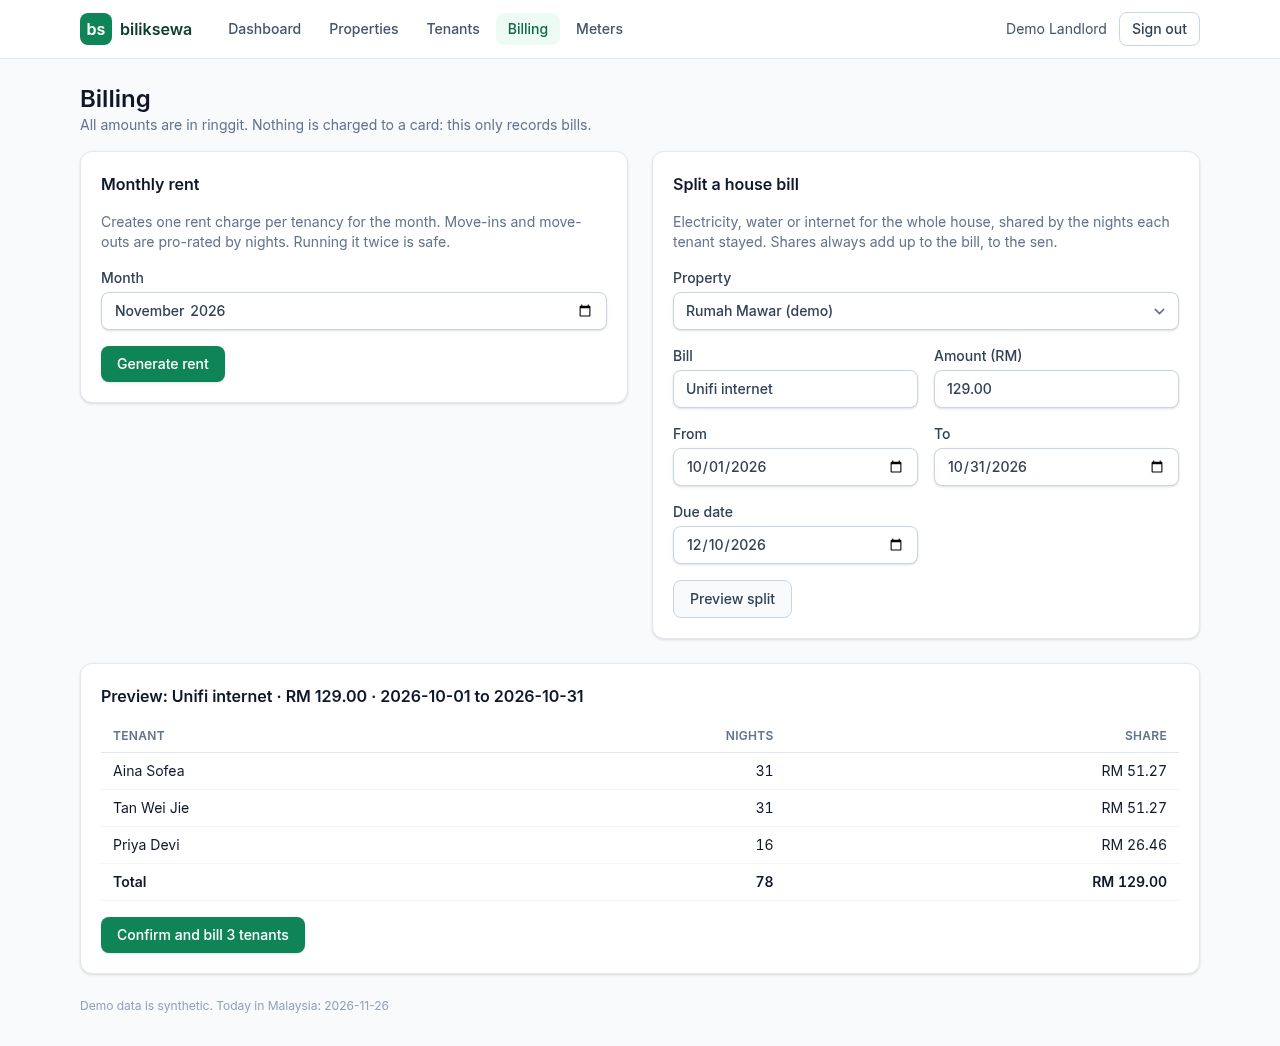 bs biliksewa Dashboard Properties Tenants Billing Meters Demo Landlord Sign out
Billing
All amounts are in ringgit. Nothing is charged to a card: this only records bills.
Monthly rent
Creates one rent charge per tenancy for the month. Move-ins and move-
outs are pro-rated by nights. Running it twice is safe.
Month
November 2026
Generate rent
Split a house bill
Electricity, water or internet for the whole house, shared by the nights each
tenant stayed. Shares always add up to the bill, to the sen.
Property
Rumah Mawar (demo)
Bill Amount (RM)
Unifi internet 129.00
From To
10/01/2026 10/31/2026
Due date
12/10/2026
Preview split
Preview: Unifi internet · RM 129.00 · 2026-10-01 to 2026-10-31
TENANT NIGHTS SHARE
Aina Sofea 31 RM 51.27
Tan Wei Jie 31 RM 51.27
Priya Devi 16 RM 26.46
Total 78 RM 129.00
Confirm and bill 3 tenants
Demo data is synthetic. Today in Malaysia: 2026-11-26